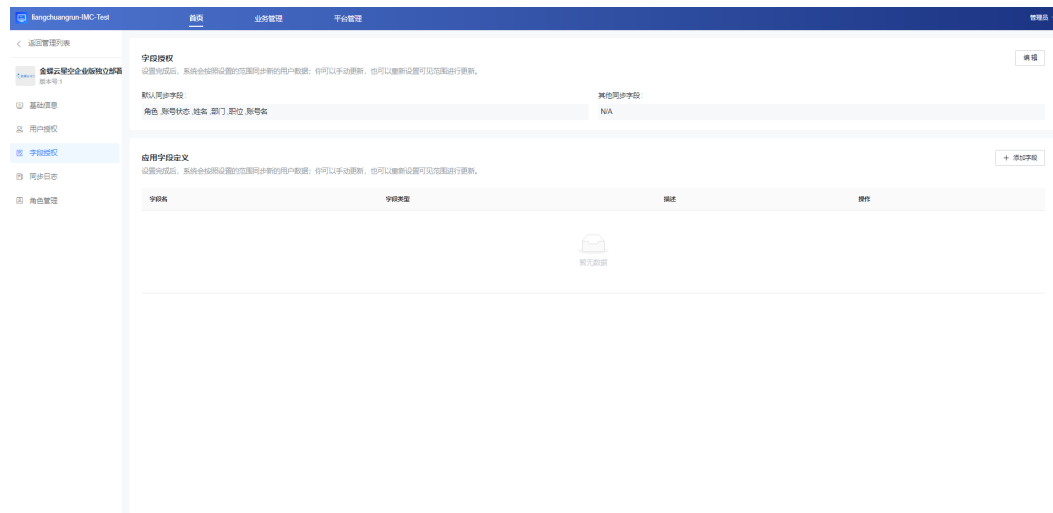 liangchuangrun-IMC-Test
首页
业务管理
平台管理
管理员
返回管理列表
金蝶云星空企业版独立部署
版本号:1
基础信息
用户授权
字段授权
同步日志
角色管理
字段授权
编辑
设置完成后，系统会按照设置的范围同步新的用户数据；你可以手动更新，也可以重新设置可见范围进行更新。
默认同步字段:
其他同步字段:
角色 ,账号状态 ,姓名 ,部门 ,职位 ,账号名
N/A
应用字段定义
+ 添加字段
设置完成后，系统会按照设置的范围同步新的用户数据；你可以手动更新，也可以重新设置可见范围进行更新。
字段名
字段类型
描述
操作
暂无数据